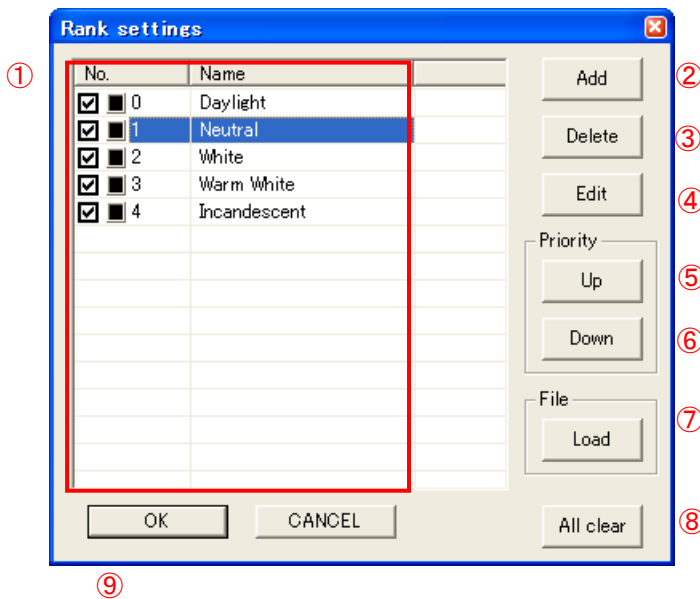 Rank settings
① No. Name Add ②
0 Daylight
1 Neutral Delete ③
2 White
3 Warm White Edit ④
4 Incandescent
Priority
Up ⑤
Down ⑥
File
Load ⑦
OK CANCEL All clear ⑧
⑨